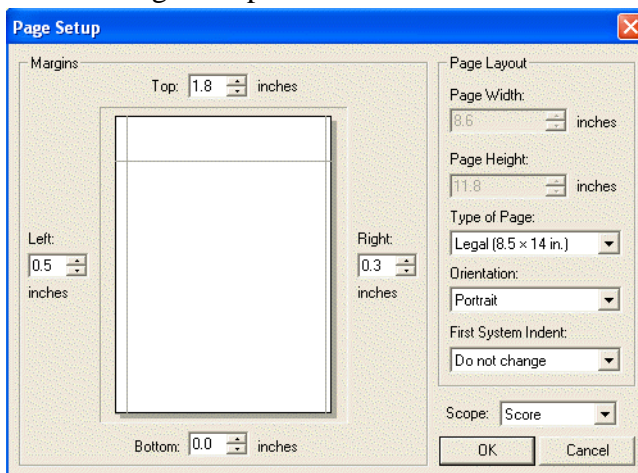 Page Setup
Margins
Top: 1.8 inches
Left:
0.5
inches
Right:
0.3
inches
Bottom: 0.0 inches
Page Layout
Page Width:
8.6 inches
Page Height:
11.8 inches
Type of Page:
Legal (8.5 × 14 in.)
Orientation:
Portrait
First System Indent:
Do not change
Scope: Score
OK Cancel